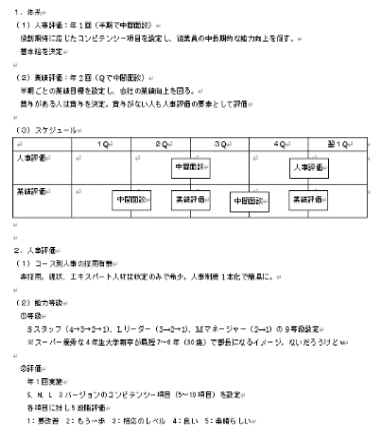 1．体系
（1）人事評価：年1回（半期で中間面談）
役割期待に応じたコンピテンシー項目を設定し、従業員の中長期的な能力向上を促す。
基本給を決定
（2）業績評価：年2回（Qで中間面談）
半期ごとの業績目標を設定し、会社の業績向上を図る。
賞与がある人は賞与を決定。賞与がない人も人事評価の要素として評価
（3）スケジュール
1Q 2Q 3Q 4Q 翌1Q
人事評価 中間面談 人事評価
業績評価 中間面談 業績評価 中間面談 業績評価
2．人事評価
（1）コース別人事の採用有無
非採用。現状、エキスパート人材は枚定のみで希少。人事制度1本化で簡易に。
（2）能力等級
①等級
Sスタッフ（4→3→2→1）、Lリーダー（3→2→1）、Mマネージャー（2→1）の9等級設定
※スーパー優秀な4年生大学新卒が最短7～8年（30歳）で部長になるイメージ。ないだろうけどw
②評価
年1回実施
S、M、L 3バージョンのコンピテンシー項目（5～10項目）を設定
各項目に対し5段階評価
1：要改善 2：もう一歩 3：相応のレベル 4：良い 5：素晴らしい